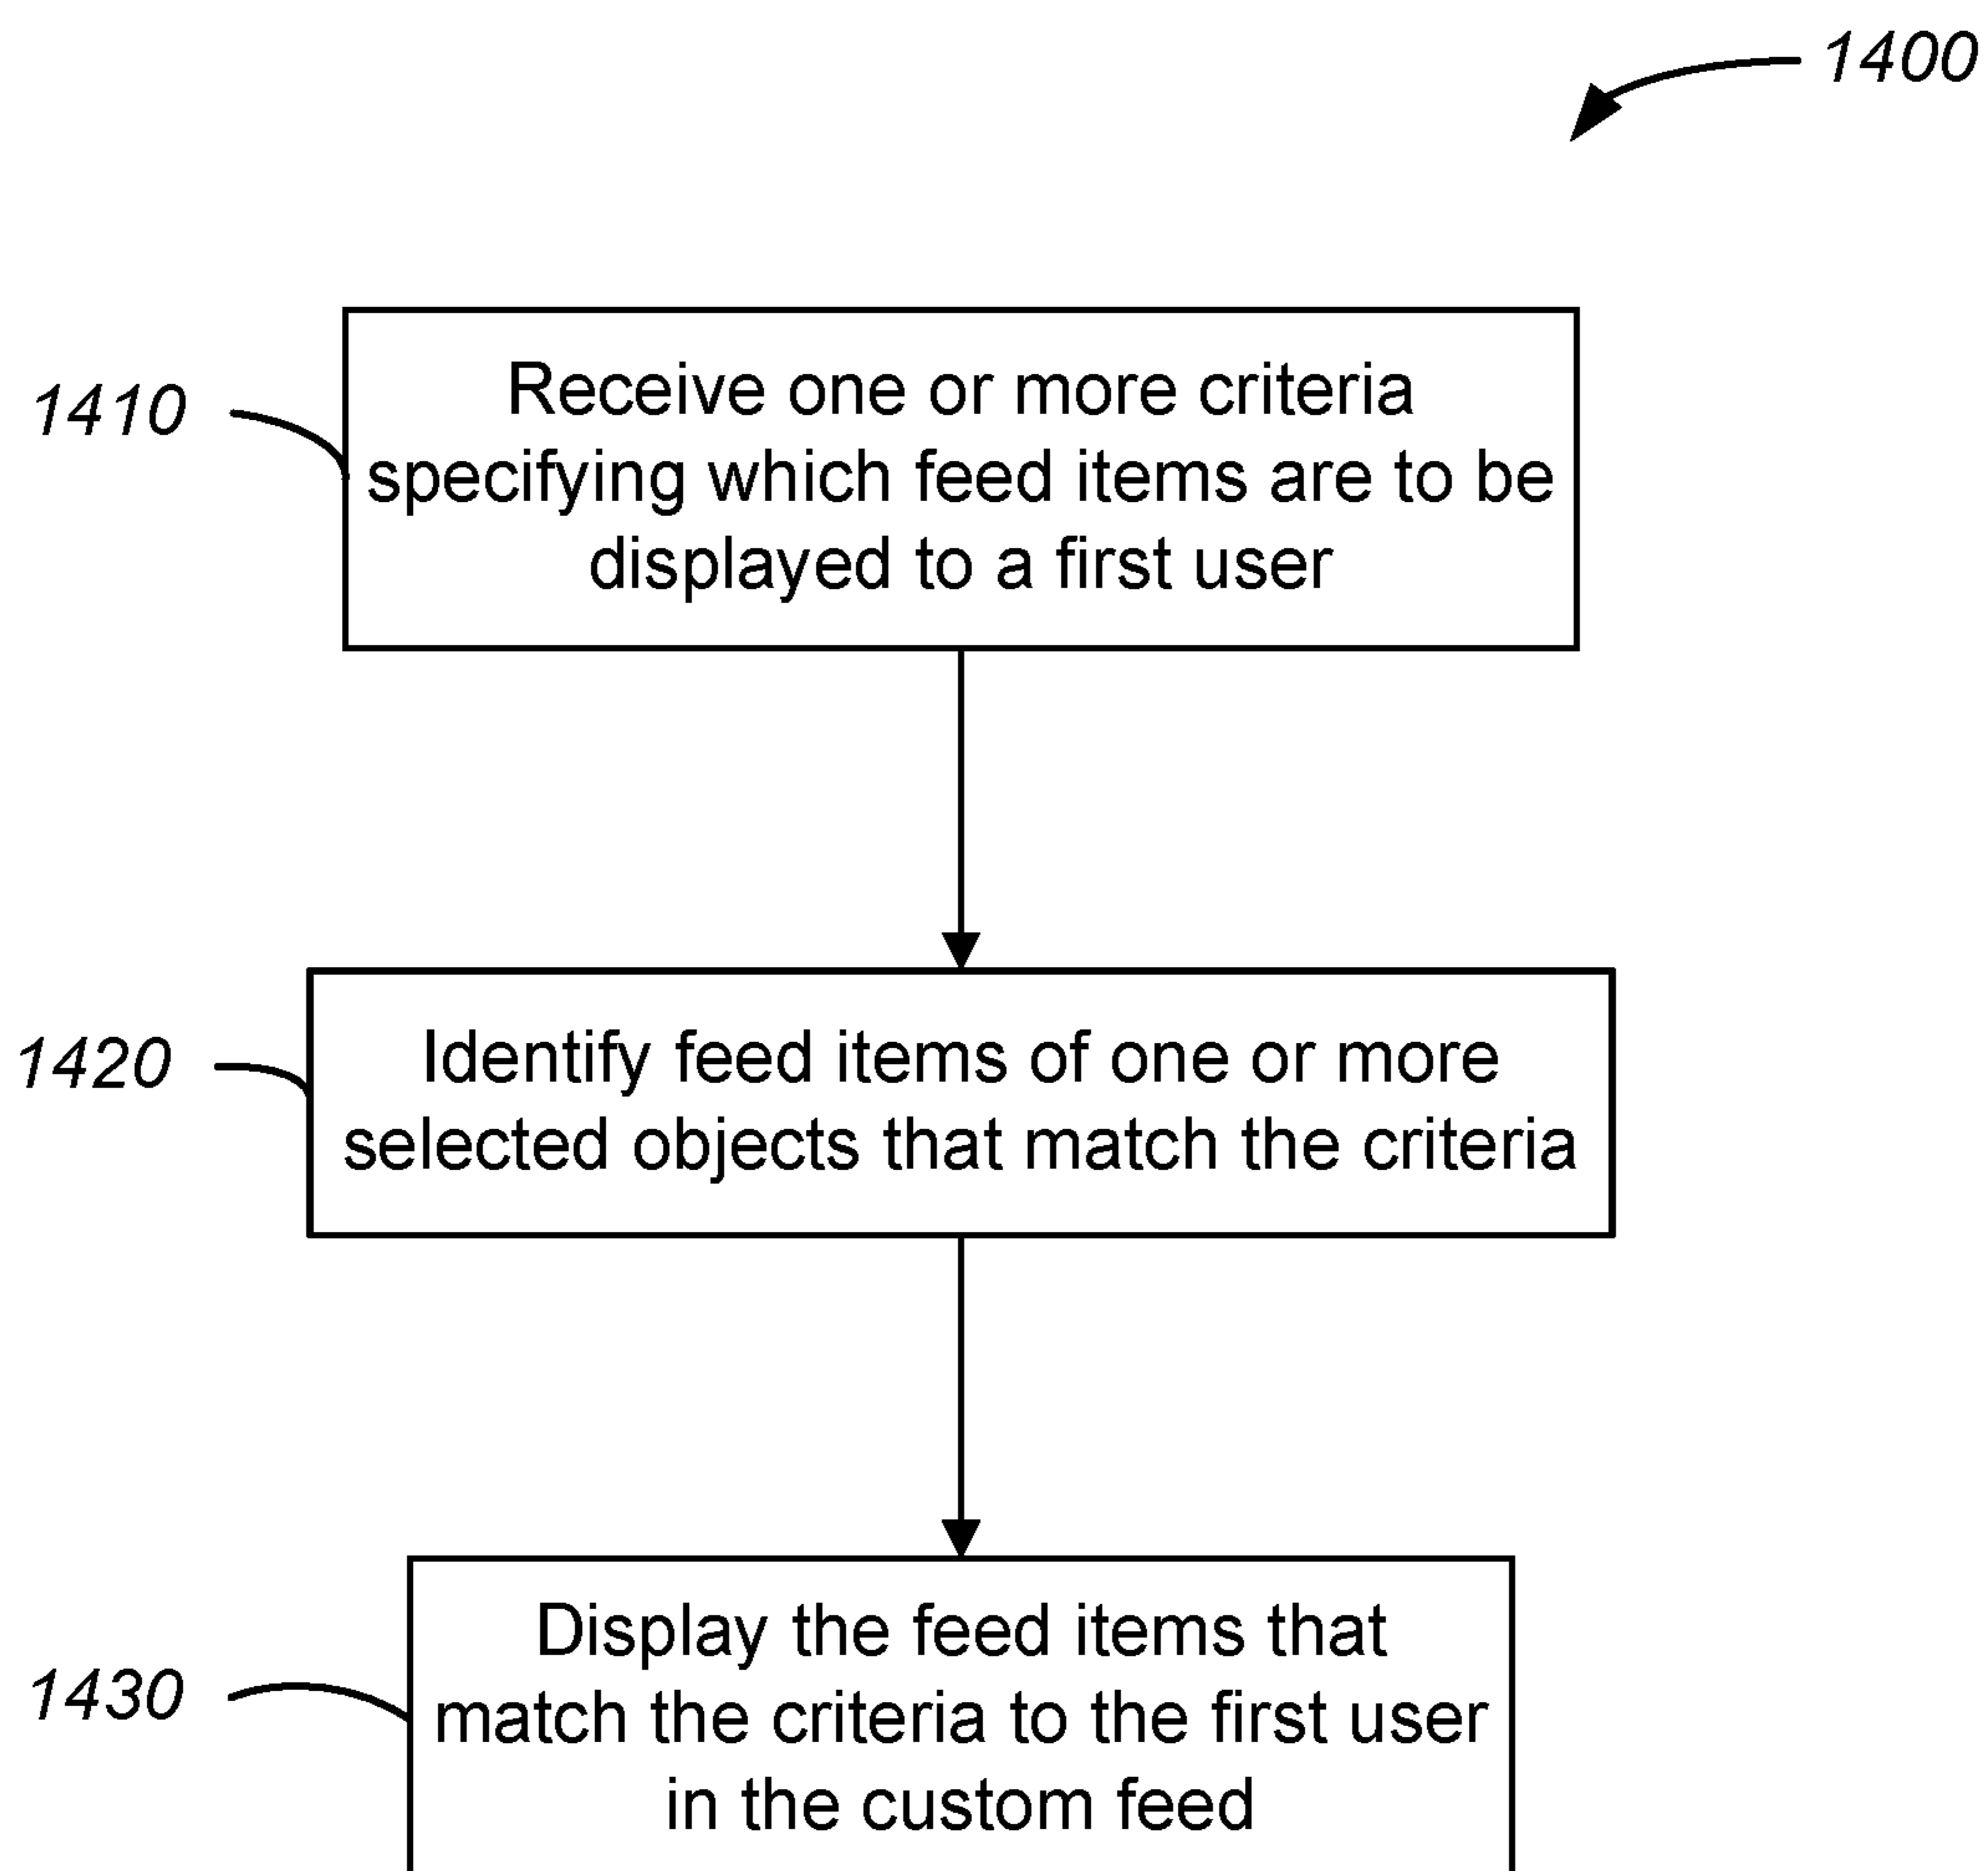 1400
1410
Receive one or more criteria
specifying which feed items are to be
displayed to a first user
1420
Identify feed items of one or more
selected objects that match the criteria
1430
Display the feed items that
match the criteria to the first user
in the custom feed